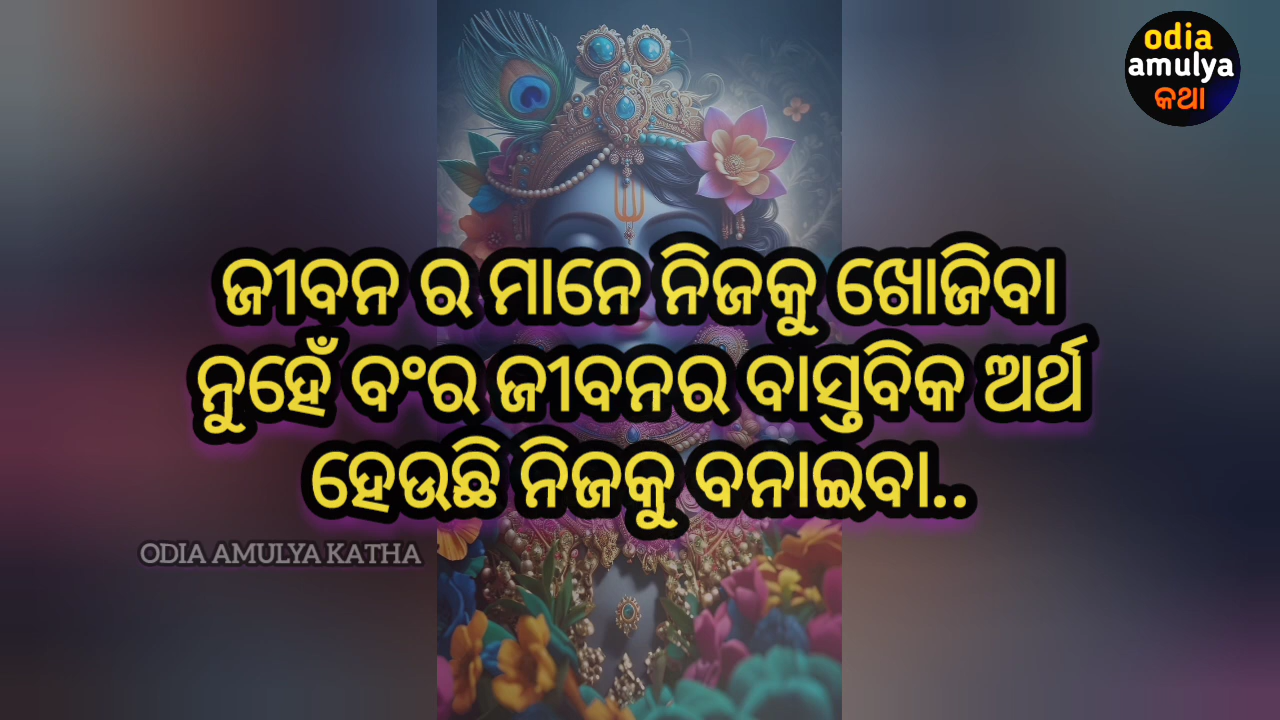 odia
amulya
କଥା
ଜୀବନ ର ମାନେ ନିଜକୁ ଖୋଜିବା
ନୁହେଁ ବଂର ଜୀବନର ବାସ୍ତବିକ ଅର୍ଥ
ହେଉଛି ନିଜକୁ ବନାଇବା..
ODIA AMULYA KATHA